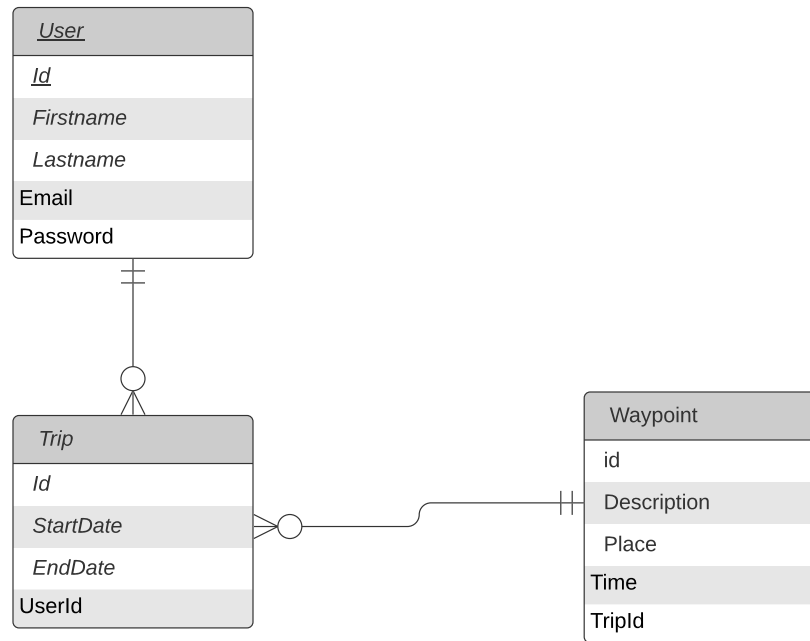 User
Id
Firstname
Lastname
Email
Password
Trip
Id
StartDate
EndDate
UserId
Waypoint
id
Description
Place
Time
TripId